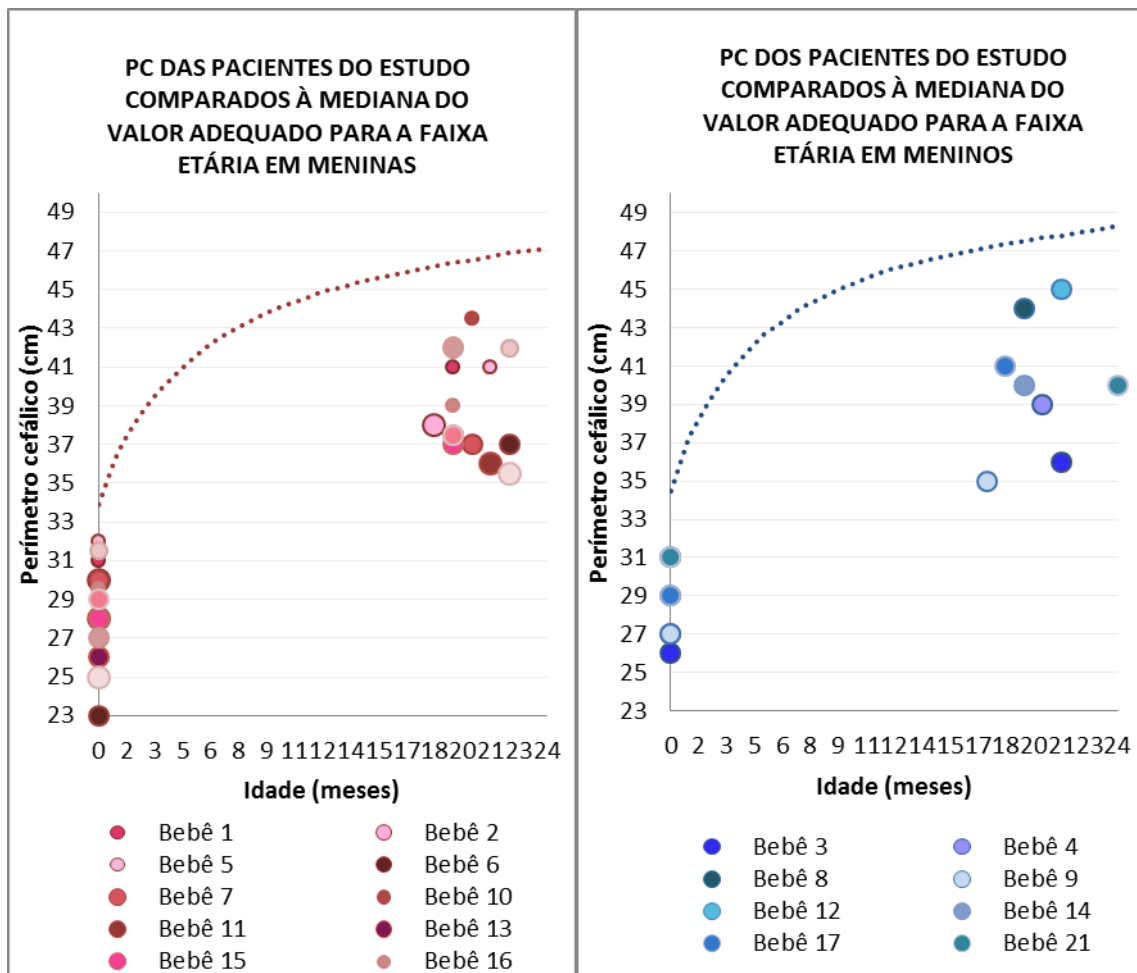 PC DAS PACIENTES DO ESTUDO
COMPARADOS À MEDIANA DO
VALOR ADEQUADO PARA A FAIXA
ETÁRIA EM MENINAS
49
47
45
43
41
39
37
35
33
31
29
27
25
23
Perímetro cefálico (cm)
0 2 3 5 6 8 9 11 12 14 15 17 18 20 21 23 24
Idade (meses)
Bebê 1 Bebê 2
Bebê 5 Bebê 6
Bebê 7 Bebê 10
Bebê 11 Bebê 13
Bebê 15 Bebê 16
PC DOS PACIENTES DO ESTUDO
COMPARADOS À MEDIANA DO
VALOR ADEQUADO PARA A FAIXA
ETÁRIA EM MENINOS
49
47
45
43
41
39
37
35
33
31
29
27
25
23
Perímetro cefálico (cm)
0 2 3 5 6 8 9 11 12 14 15 17 18 20 21 23 24
Idade (meses)
Bebê 3 Bebê 4
Bebê 8 Bebê 9
Bebê 12 Bebê 14
Bebê 17 Bebê 21